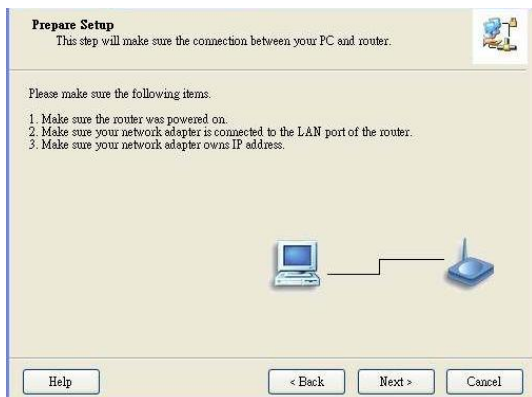 Prepare Setup
This step will make sure the connection between your PC and router.
Please make sure the following items.
1. Make sure the router was powered on.
2. Make sure your network adapter is connected to the LAN port of the router.
3. Make sure your network adapter owns IP address.
Help
< Back
Next >
Cancel